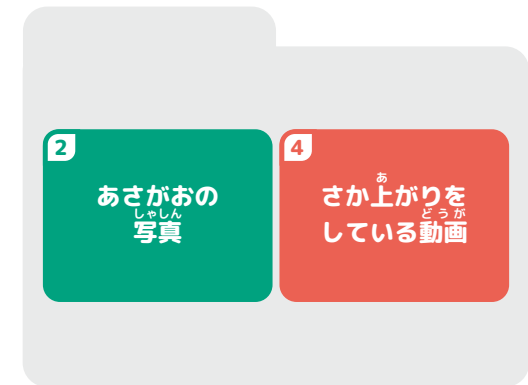 2
あさがおの
しゃしん
写真
4
あ
さか上がりを
どうが
している動画